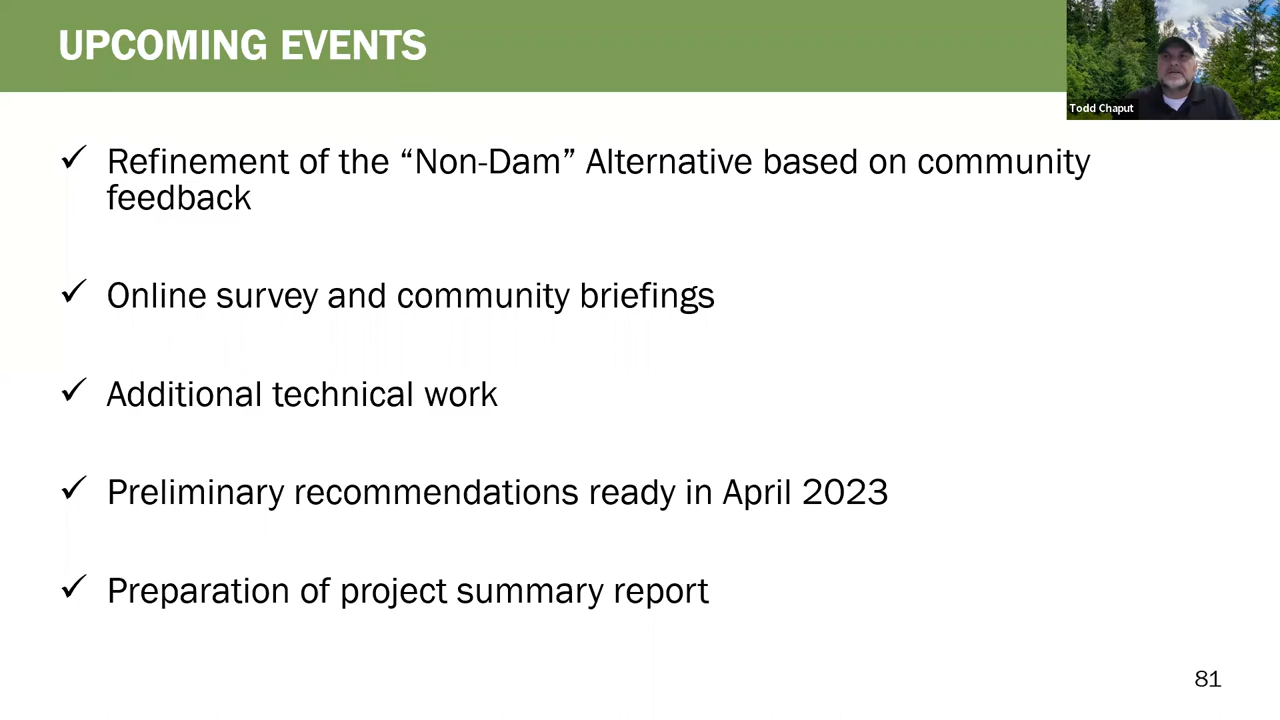 UPCOMING EVENTS
Todd Chaput
✓ Refinement of the “Non-Dam” Alternative based on community
feedback
✓ Online survey and community briefings
✓ Additional technical work
✓ Preliminary recommendations ready in April 2023
✓ Preparation of project summary report
81